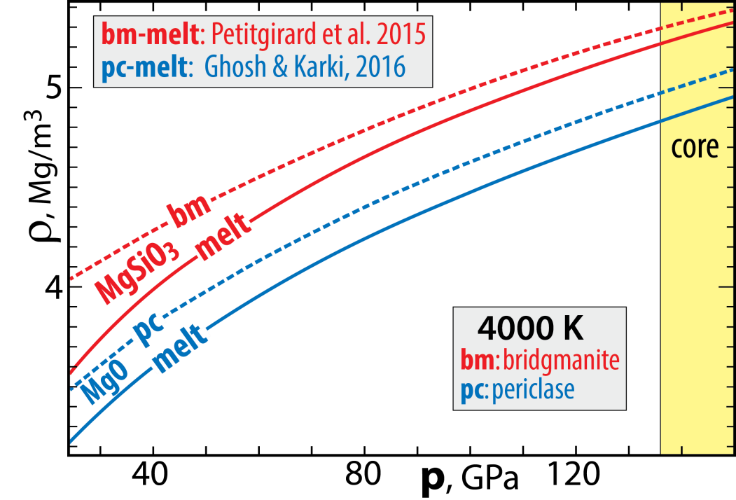 bm-melt: Petitgirard et al. 2015
pc-melt: Ghosh & Karki, 2016
5
core
ρ, Mg/m3
bm
MgSiO3 melt
4
pc
MgO melt
4000 K
bm: bridgmanite
pc: periclase
40
80
p, GPa
120